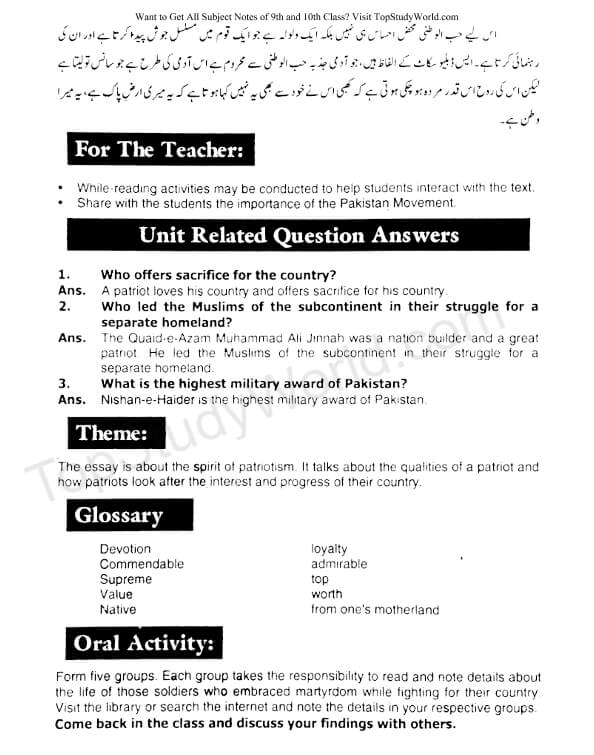 Want to Get All Subject Notes of 9th and 10th Class? Visit TopStudyWorld.com
اس لیے حب الوطنی محض احساس ہی نہیں بلکہ ایک ولولہ ہے جو ایک قوم میں مسلسل جوش پیدا کرتا ہے اور ان کی
رہنمائی کرتا ہے۔ ایس ڈبلیو سکاٹ کے الفاظ ہیں، جو آدمی جذبہ حب الوطنی سے محروم ہے اس آدمی کی طرح ہے جو سانس تو لیتا ہے
لیکن اس کی روح اس قدر مردہ ہو چکی ہوتی ہے کہ کبھی اس نے خود سے بھی یہ نہیں کہا ہوتا ہے کہ یہ میری ارض پاک ہے، یہ میرا
وطن ہے۔
For The Teacher:
• While-reading activities may be conducted to help students interact with the text.
• Share with the students the importance of the Pakistan Movement.
Unit Related Question Answers
1. Who offers sacrifice for the country?
Ans. A patriot loves his country and offers sacrifice for his country.
2. Who led the Muslims of the subcontinent in their struggle for a
separate homeland?
Ans. The Quaid-e-Azam Muhammad Ali Jinnah was a nation builder and a great
patriot. He led the Muslims of the subcontinent in their struggle for a
separate homeland.
3. What is the highest military award of Pakistan?
Ans. Nishan-e-Haider is the highest military award of Pakistan.
Theme:
The essay is about the spirit of patriotism. It talks about the qualities of a patriot and
how patriots look after the interest and progress of their country.
Glossary
Devotion loyalty
Commendable admirable
Supreme top
Value worth
Native from one's motherland
Oral Activity:
Form five groups. Each group takes the responsibility to read and note details about
the life of those soldiers who embraced martyrdom while fighting for their country.
Visit the library or search the internet and note the details in your respective groups.
Come back in the class and discuss your findings with others.
TopStudyWorld.com